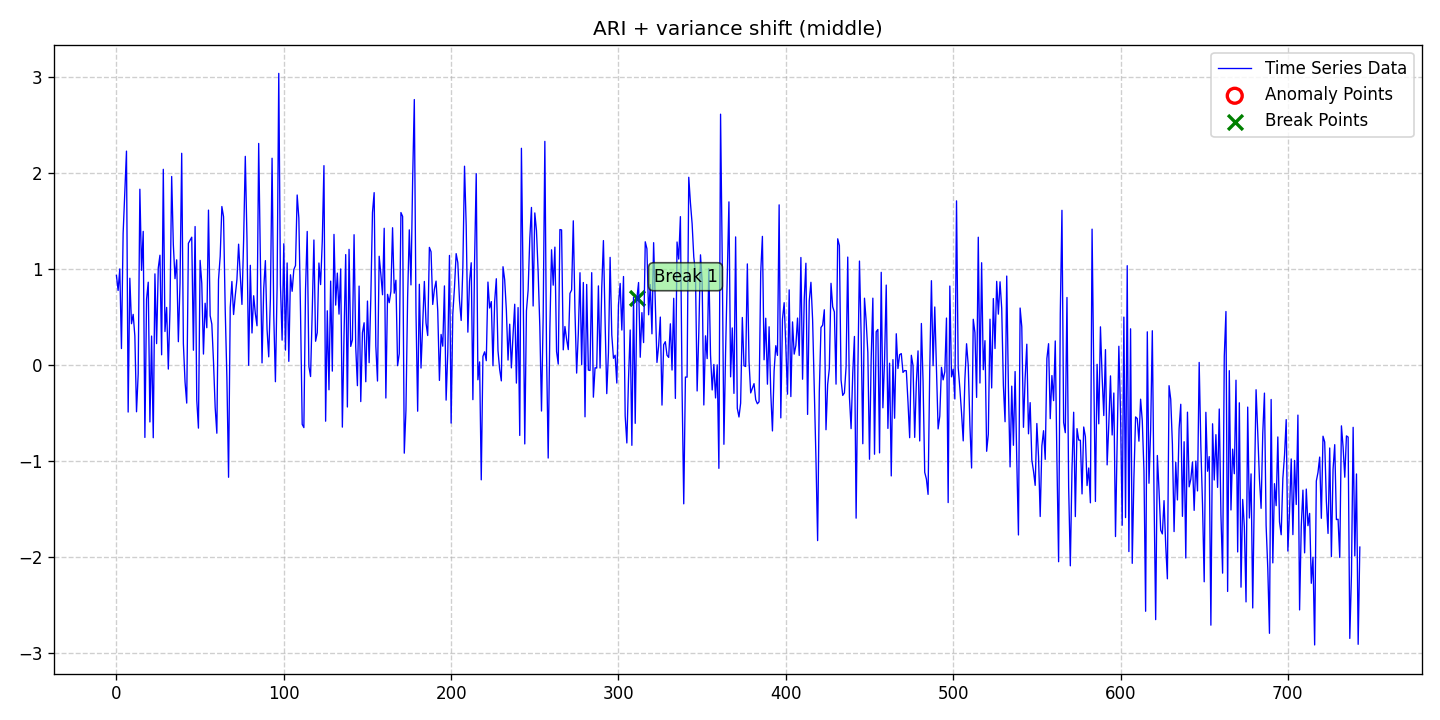 ARI + variance shift (middle)
Time Series Data
Anomaly Points
Break Points
Break 1
3
2
1
0
−1
−2
−3
0 100 200 300 400 500 600 700